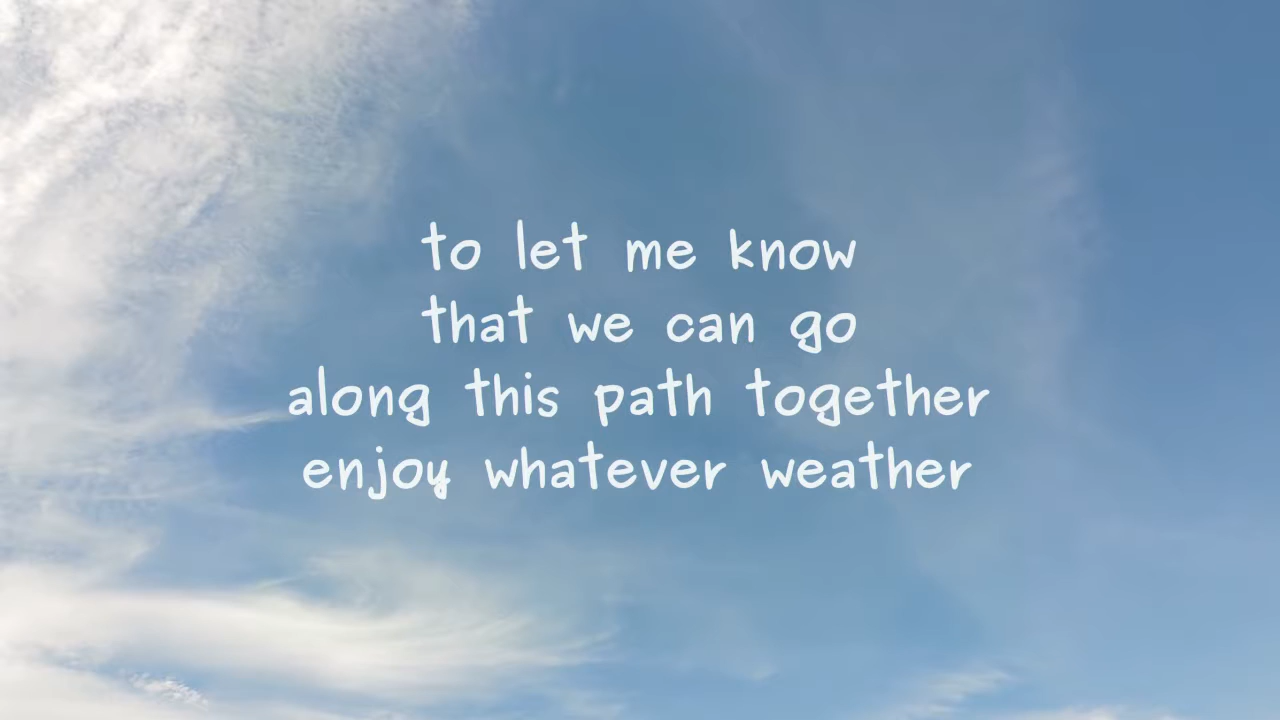 to let me know
that we can go
along this path together
enjoy whatever weather